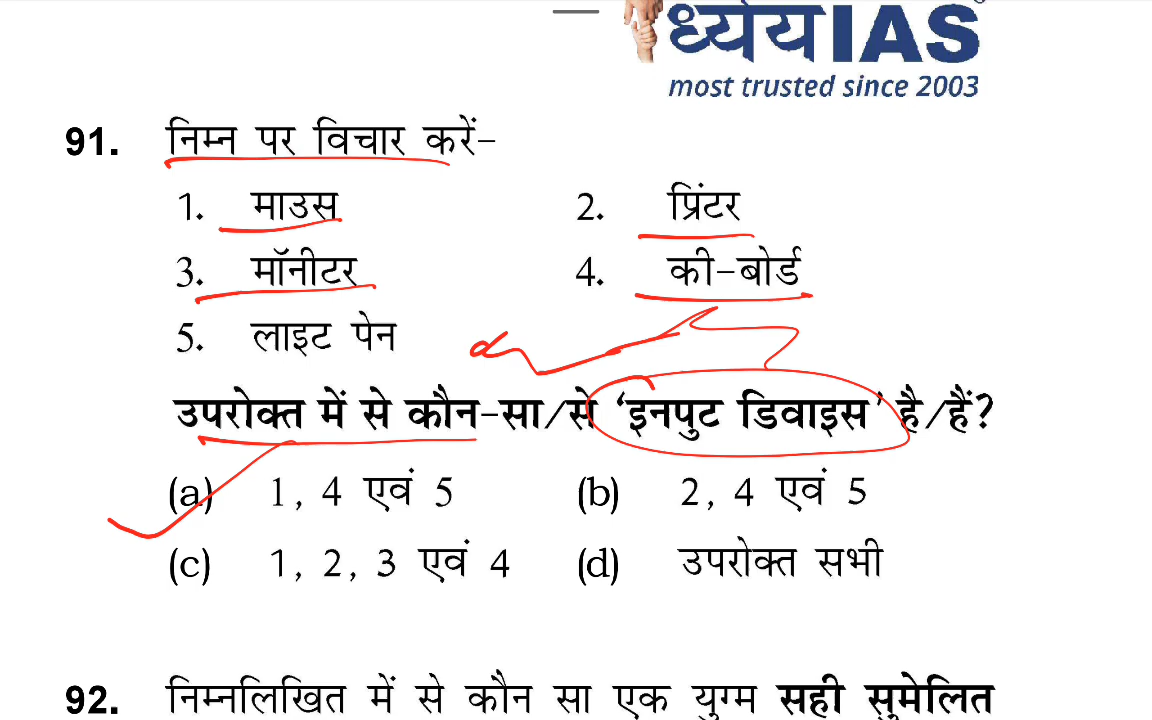 ध्येय IAS
most trusted since 2003
91. निम्न पर विचार करें-
1. माउस 2. प्रिंटर
3. मॉनीटर 4. की-बोर्ड
5. लाइट पेन
उपरोक्त में से कौन-सा/से ‘इनपुट डिवाइस’ है/हैं?
(a) 1, 4 एवं 5 (b) 2, 4 एवं 5
(c) 1, 2, 3 एवं 4 (d) उपरोक्त सभी
92. निम्नलिखित में से कौन सा एक युग्म सही सुमेलित